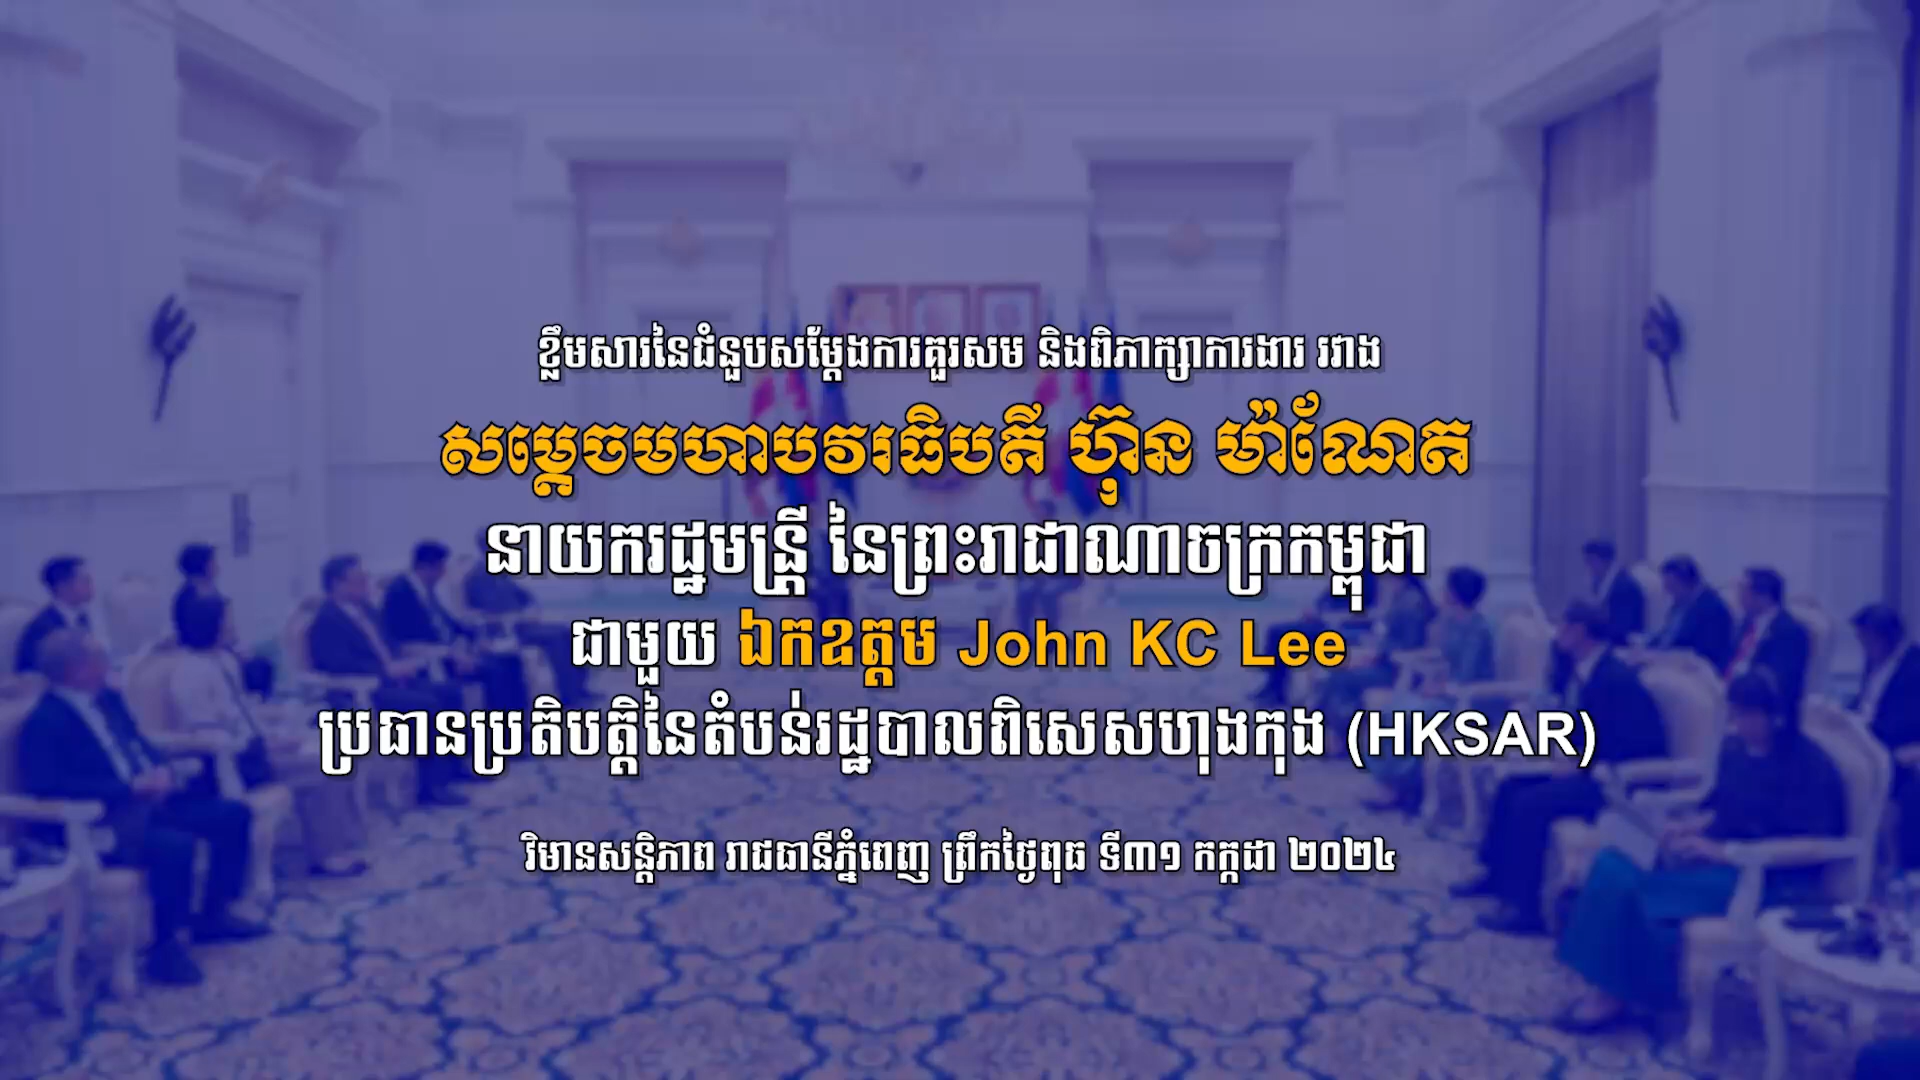 ខ្លឹមសារនៃជំនួបសម្តែងការគួរសម និងពិភាក្សាការងារ រវាង
សម្តេចមហាបវរធិបតី ហ៊ុន ម៉ាណែត
នាយករដ្ឋមន្ត្រី នៃព្រះរាជាណាចក្រកម្ពុជា
ជាមួយ ឯកឧត្តម John KC Lee
ប្រធានប្រតិបត្តិនៃតំបន់រដ្ឋបាលពិសេសហុងកុង (HKSAR)
វិមានសន្តិភាព រាជធានីភ្នំពេញ ព្រឹកថ្ងៃពុធ ទី៣១ កក្កដា ២០២៤